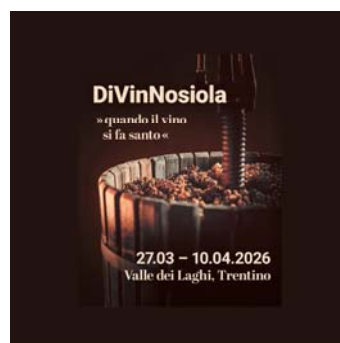 DiVinNosiola
» quando il vino
si fa santo «
27.03 – 10.04.2026
Valle dei Laghi, Trentino